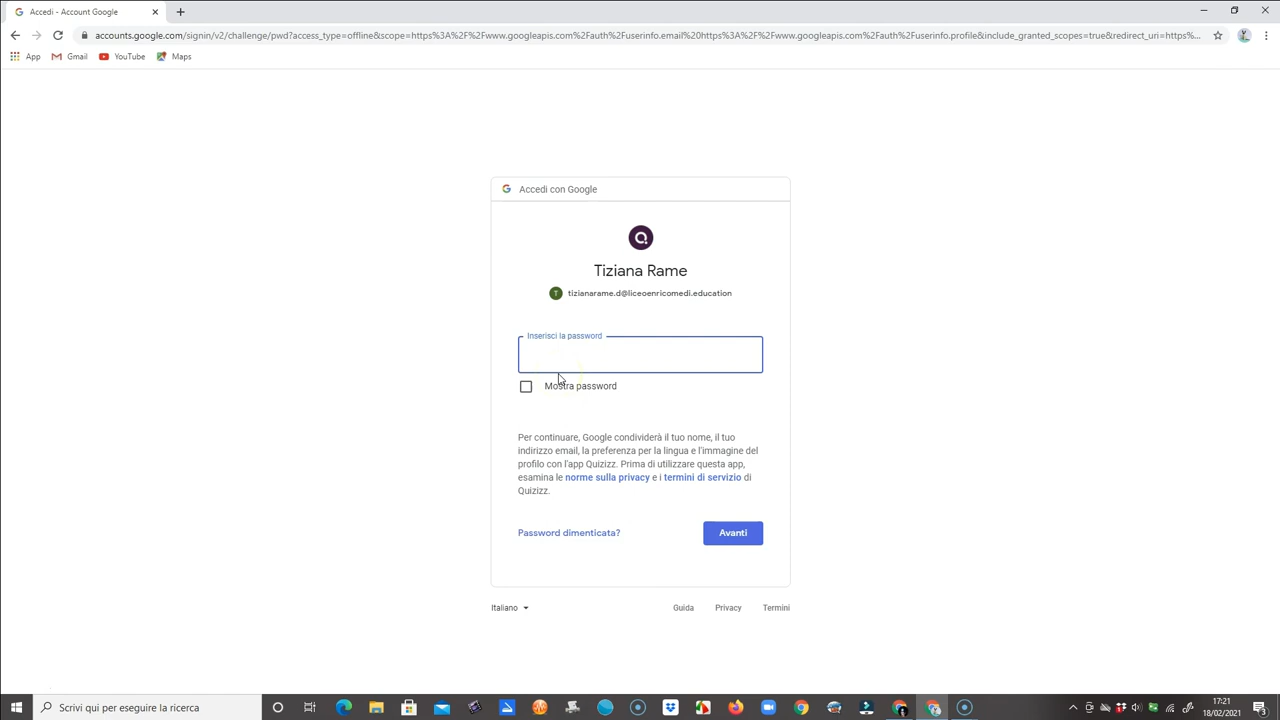 Accedi - Account Google
accounts.google.com/signin/v2/challenge/pwd?access_type=offline&scope=https%3A%2F%2Fwww.googleapis.com%2Fauth%2Fuserinfo.email%20https%3A%2F%2Fwww.googleapis.com%2Fauth%2Fuserinfo.profile&include_granted_scopes=true&redirect_uri=https%...
App Gmail YouTube Maps
Accedi con Google
Tiziana Rame
T tizianarame.d@liceoenricomedi.education
Inserisci la password
Mostra password
Per continuare, Google condividerà il tuo nome, il tuo
indirizzo email, la preferenza per la lingua e l'immagine del
profilo con l'app Quizizz. Prima di utilizzare questa app,
esamina le norme sulla privacy e i termini di servizio di
Quizizz.
Password dimenticata? Avanti
Italiano Guida Privacy Termini
Scrivi qui per eseguire la ricerca
17:21
18/02/2021